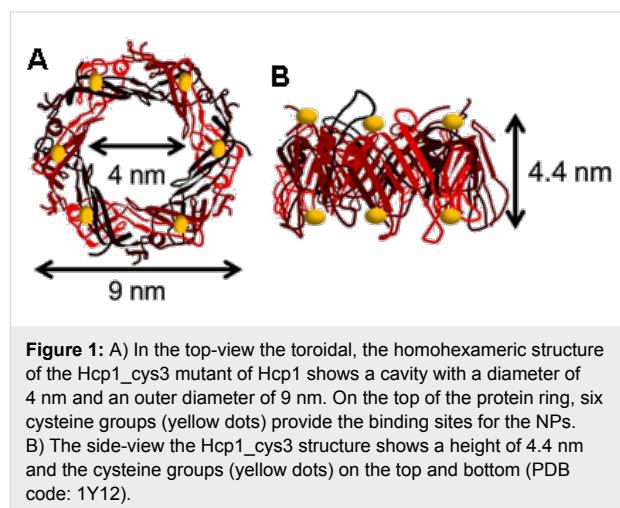 A
B
4 nm
4.4 nm
9 nm
Figure 1: A) In the top-view the toroidal, the homohexameric structure
of the Hcp1_cys3 mutant of Hcp1 shows a cavity with a diameter of
4 nm and an outer diameter of 9 nm. On the top of the protein ring, six
cysteine groups (yellow dots) provide the binding sites for the NPs.
B) The side-view the Hcp1_cys3 structure shows a height of 4.4 nm
and the cysteine groups (yellow dots) on the top and bottom (PDB
code: 1Y12).